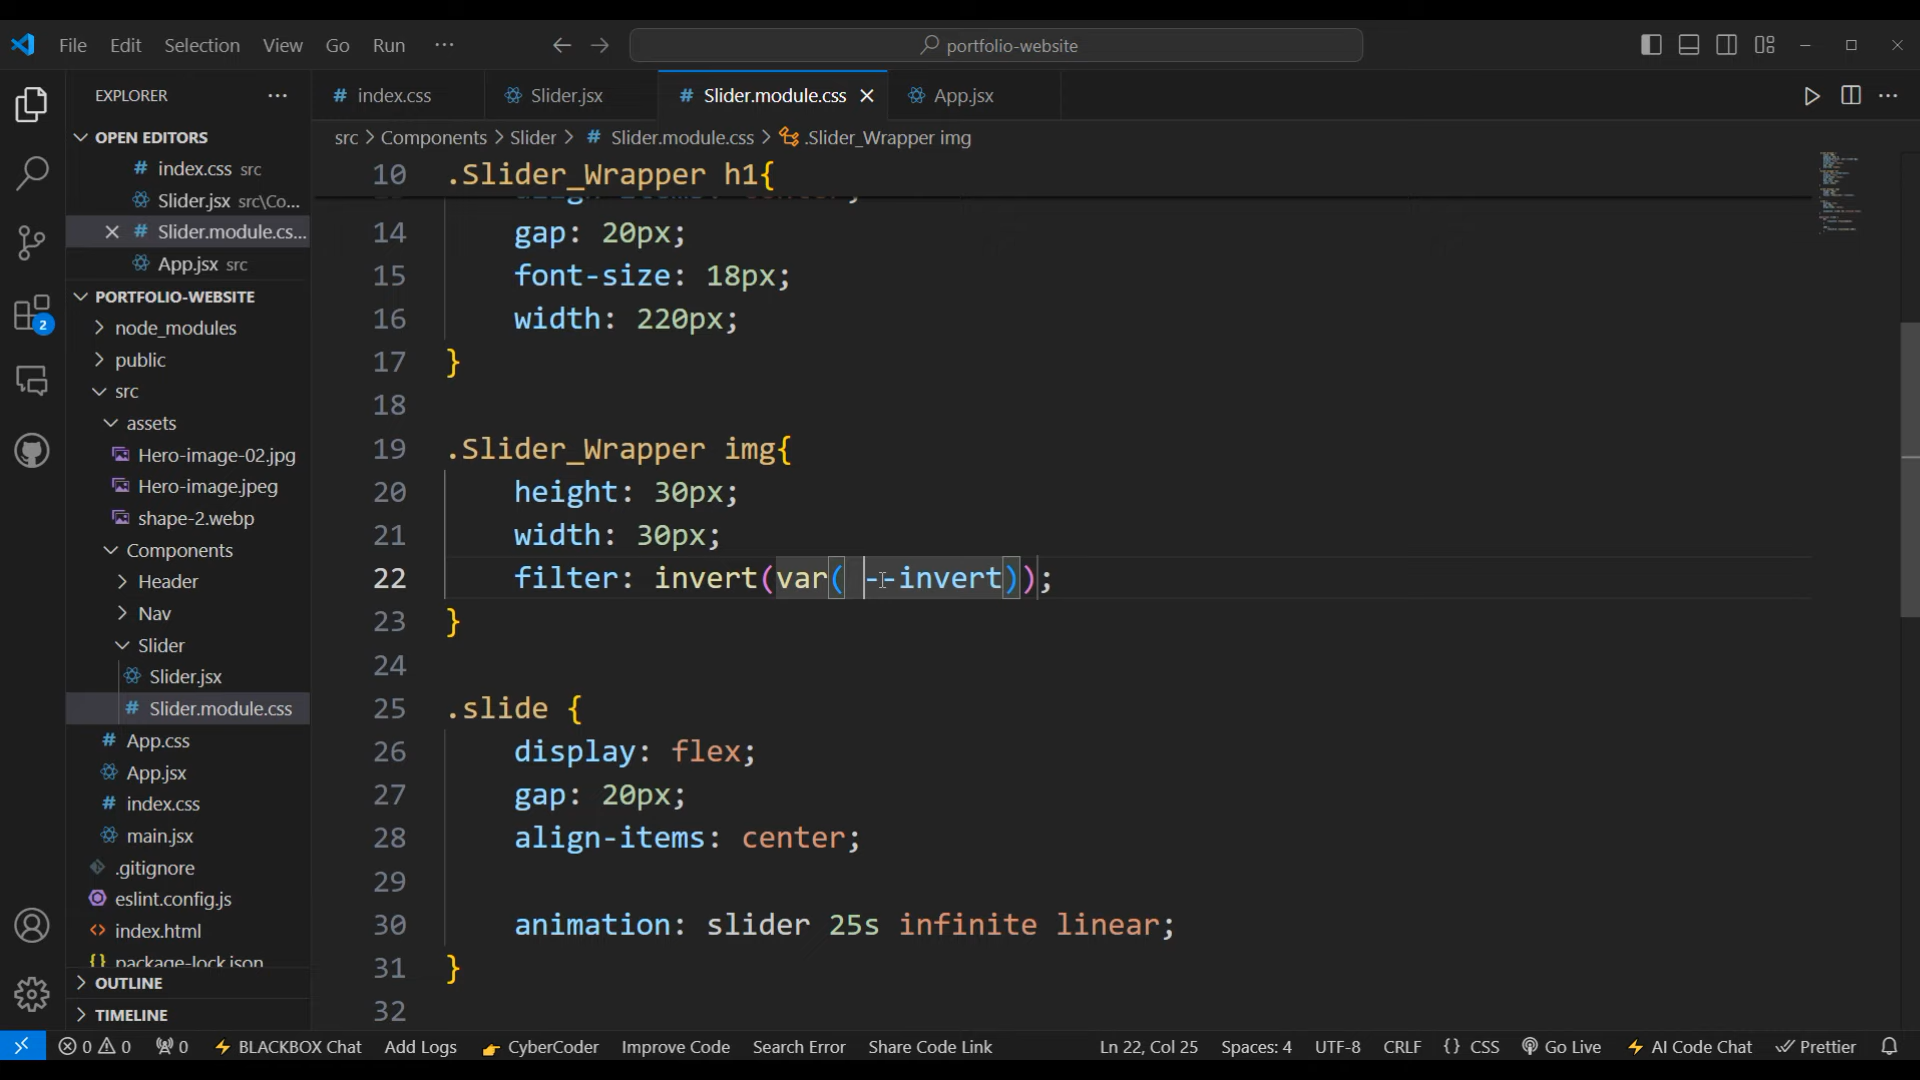 File Edit Selection View Go Run ··· portfolio-website
EXPLORER ···
OPEN EDITORS
# index.css src
Slider.jsx src\Co...
# Slider.module.cs...
App.jsx src
PORTFOLIO-WEBSITE
node_modules
public
src
assets
Hero-image-02.jpg
Hero-image.jpeg
shape-2.webp
Components
Header
Nav
Slider
Slider.jsx
# Slider.module.css
# App.css
App.jsx
# index.css
main.jsx
.gitignore
eslint.config.js
<> index.html
{} package-lock.json
OUTLINE
TIMELINE
2
# index.css Slider.jsx # Slider.module.css App.jsx
src > Components > Slider > # Slider.module.css > .Slider_Wrapper img
10 .Slider_Wrapper h1{
align-items: center;
14 gap: 20px;
15 font-size: 18px;
16 width: 220px;
17 }
18
19 .Slider_Wrapper img{
20 height: 30px;
21 width: 30px;
22 filter: invert(var( --invert));
23 }
24
25 .slide {
26 display: flex;
27 gap: 20px;
28 align-items: center;
29
30 animation: slider 25s infinite linear;
31 }
32
0 0 0 BLACKBOX Chat Add Logs CyberCoder Improve Code Search Error Share Code Link Ln 22, Col 25 Spaces: 4 UTF-8 CRLF {} CSS Go Live AI Code Chat Prettier